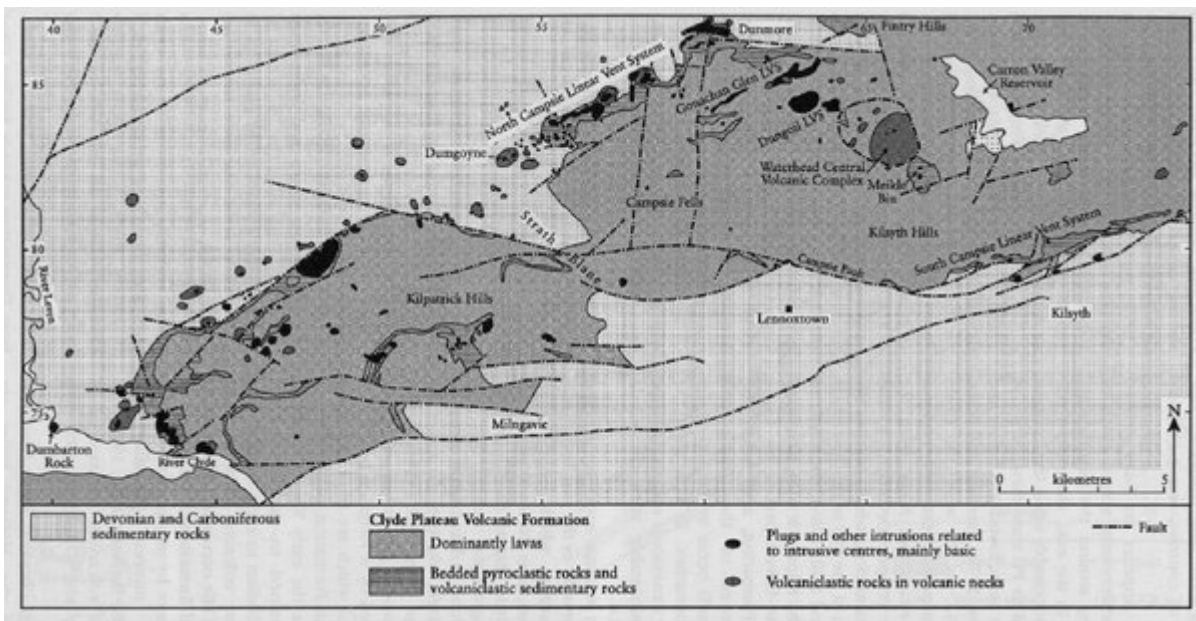 40
45
50
55
65
70
85
80
75
Dunmore
Fintry Hills
Carron Valley
Reservoir
North Campsie Linear Vent System
Gonachan Glen LVS
Dungoil LVS
Dumgoyne
Waterhead Central
Volcanic Complex
Meikle
Bin
Campsie Fells
Strath Blane
Kilsyth Hills
South Campsie Linear Vent System
Campsie Fault
River Leven
Kilpatrick Hills
Lennoxtown
Kilsyth
Milngavie
Dumbarton
Rock
River Clyde
N
0 kilometres 5
Devonian and Carboniferous
sedimentary rocks
Clyde Plateau Volcanic Formation
Dominantly lavas
Bedded pyroclastic rocks and
volcaniclastic sedimentary rocks
Plugs and other intrusions related
to intrusive centres, mainly basic
Volcaniclastic rocks in volcanic necks
Fault